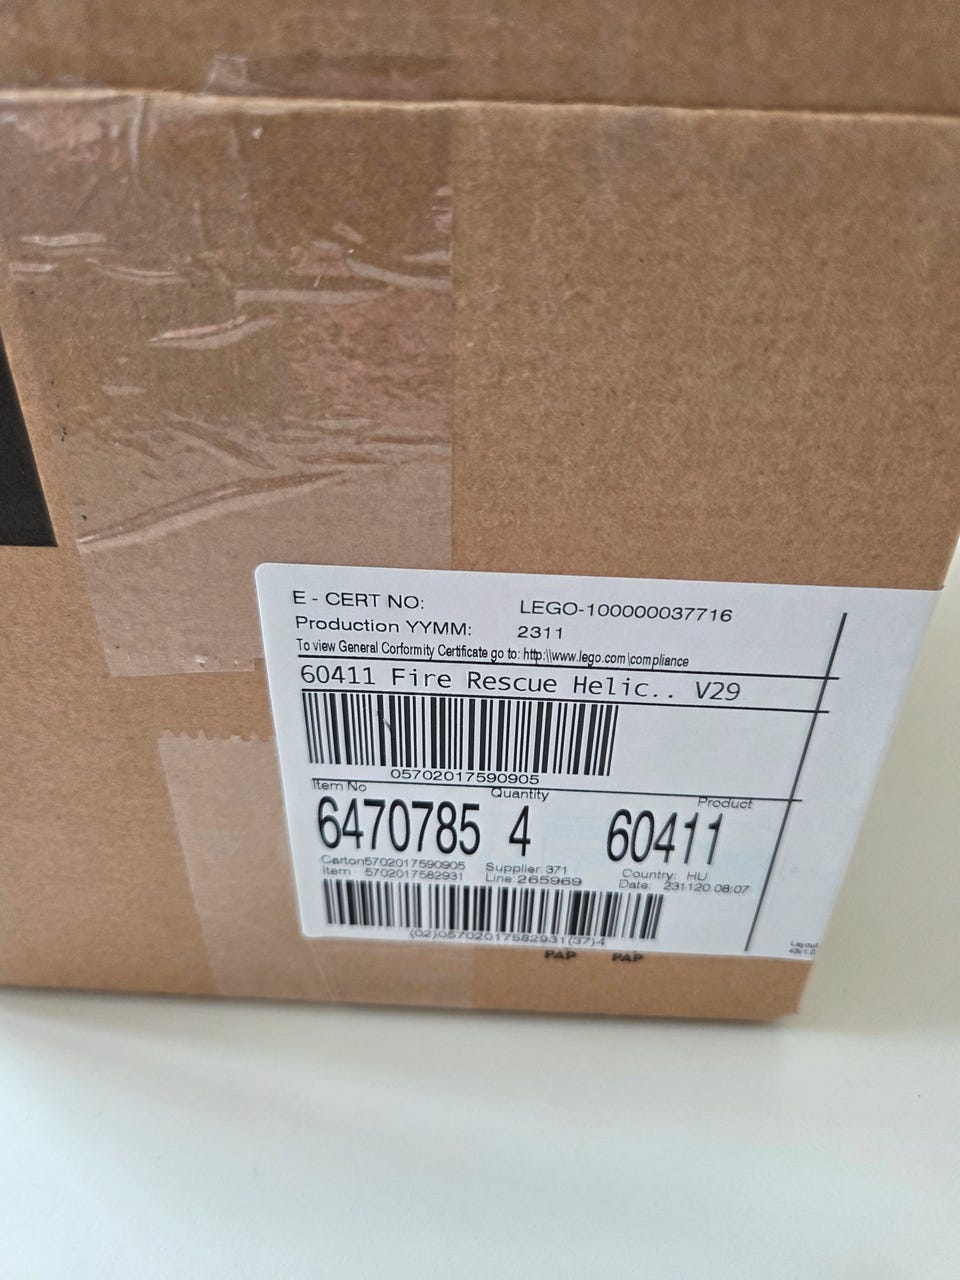 E - CERT NO: LEGO-100000037716
Production YYMM: 2311
To view General Corformity Certificate go to: http:\\www.lego.com\compliance
60411 Fire Rescue Helic.. V29
05702017590905
Item No Quantity Product
6470785 4 60411
Carton5702017590905 Supplier: 371 Country: HU
Item 5702017582931 Line: 265969 Date: 231120 08:07
(02)05702017582931(37)4
Layout
PAP PAP